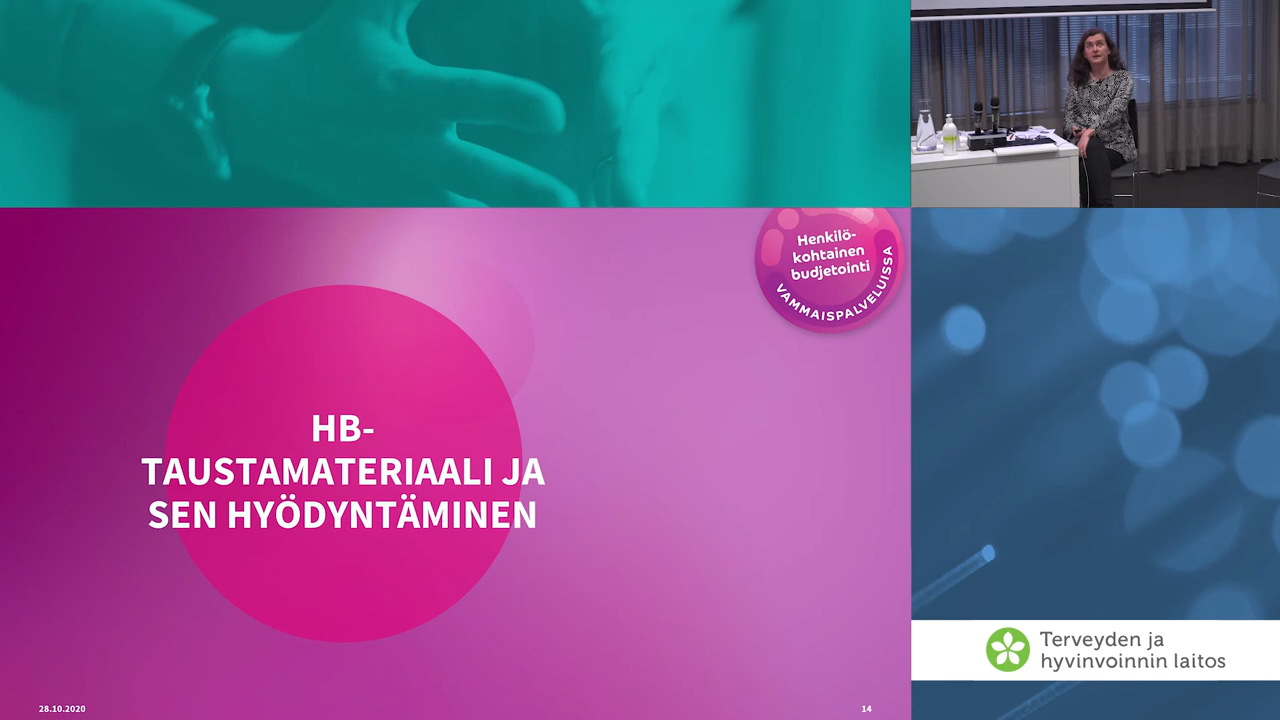 Henkilö-
kohtainen
budjetointi
VAMMAISPALVELUISSA
HB-
TAUSTAMATERIAALI JA
SEN HYÖDYNTÄMINEN
28.10.2020
14
Terveyden ja
hyvinvoinnin laitos